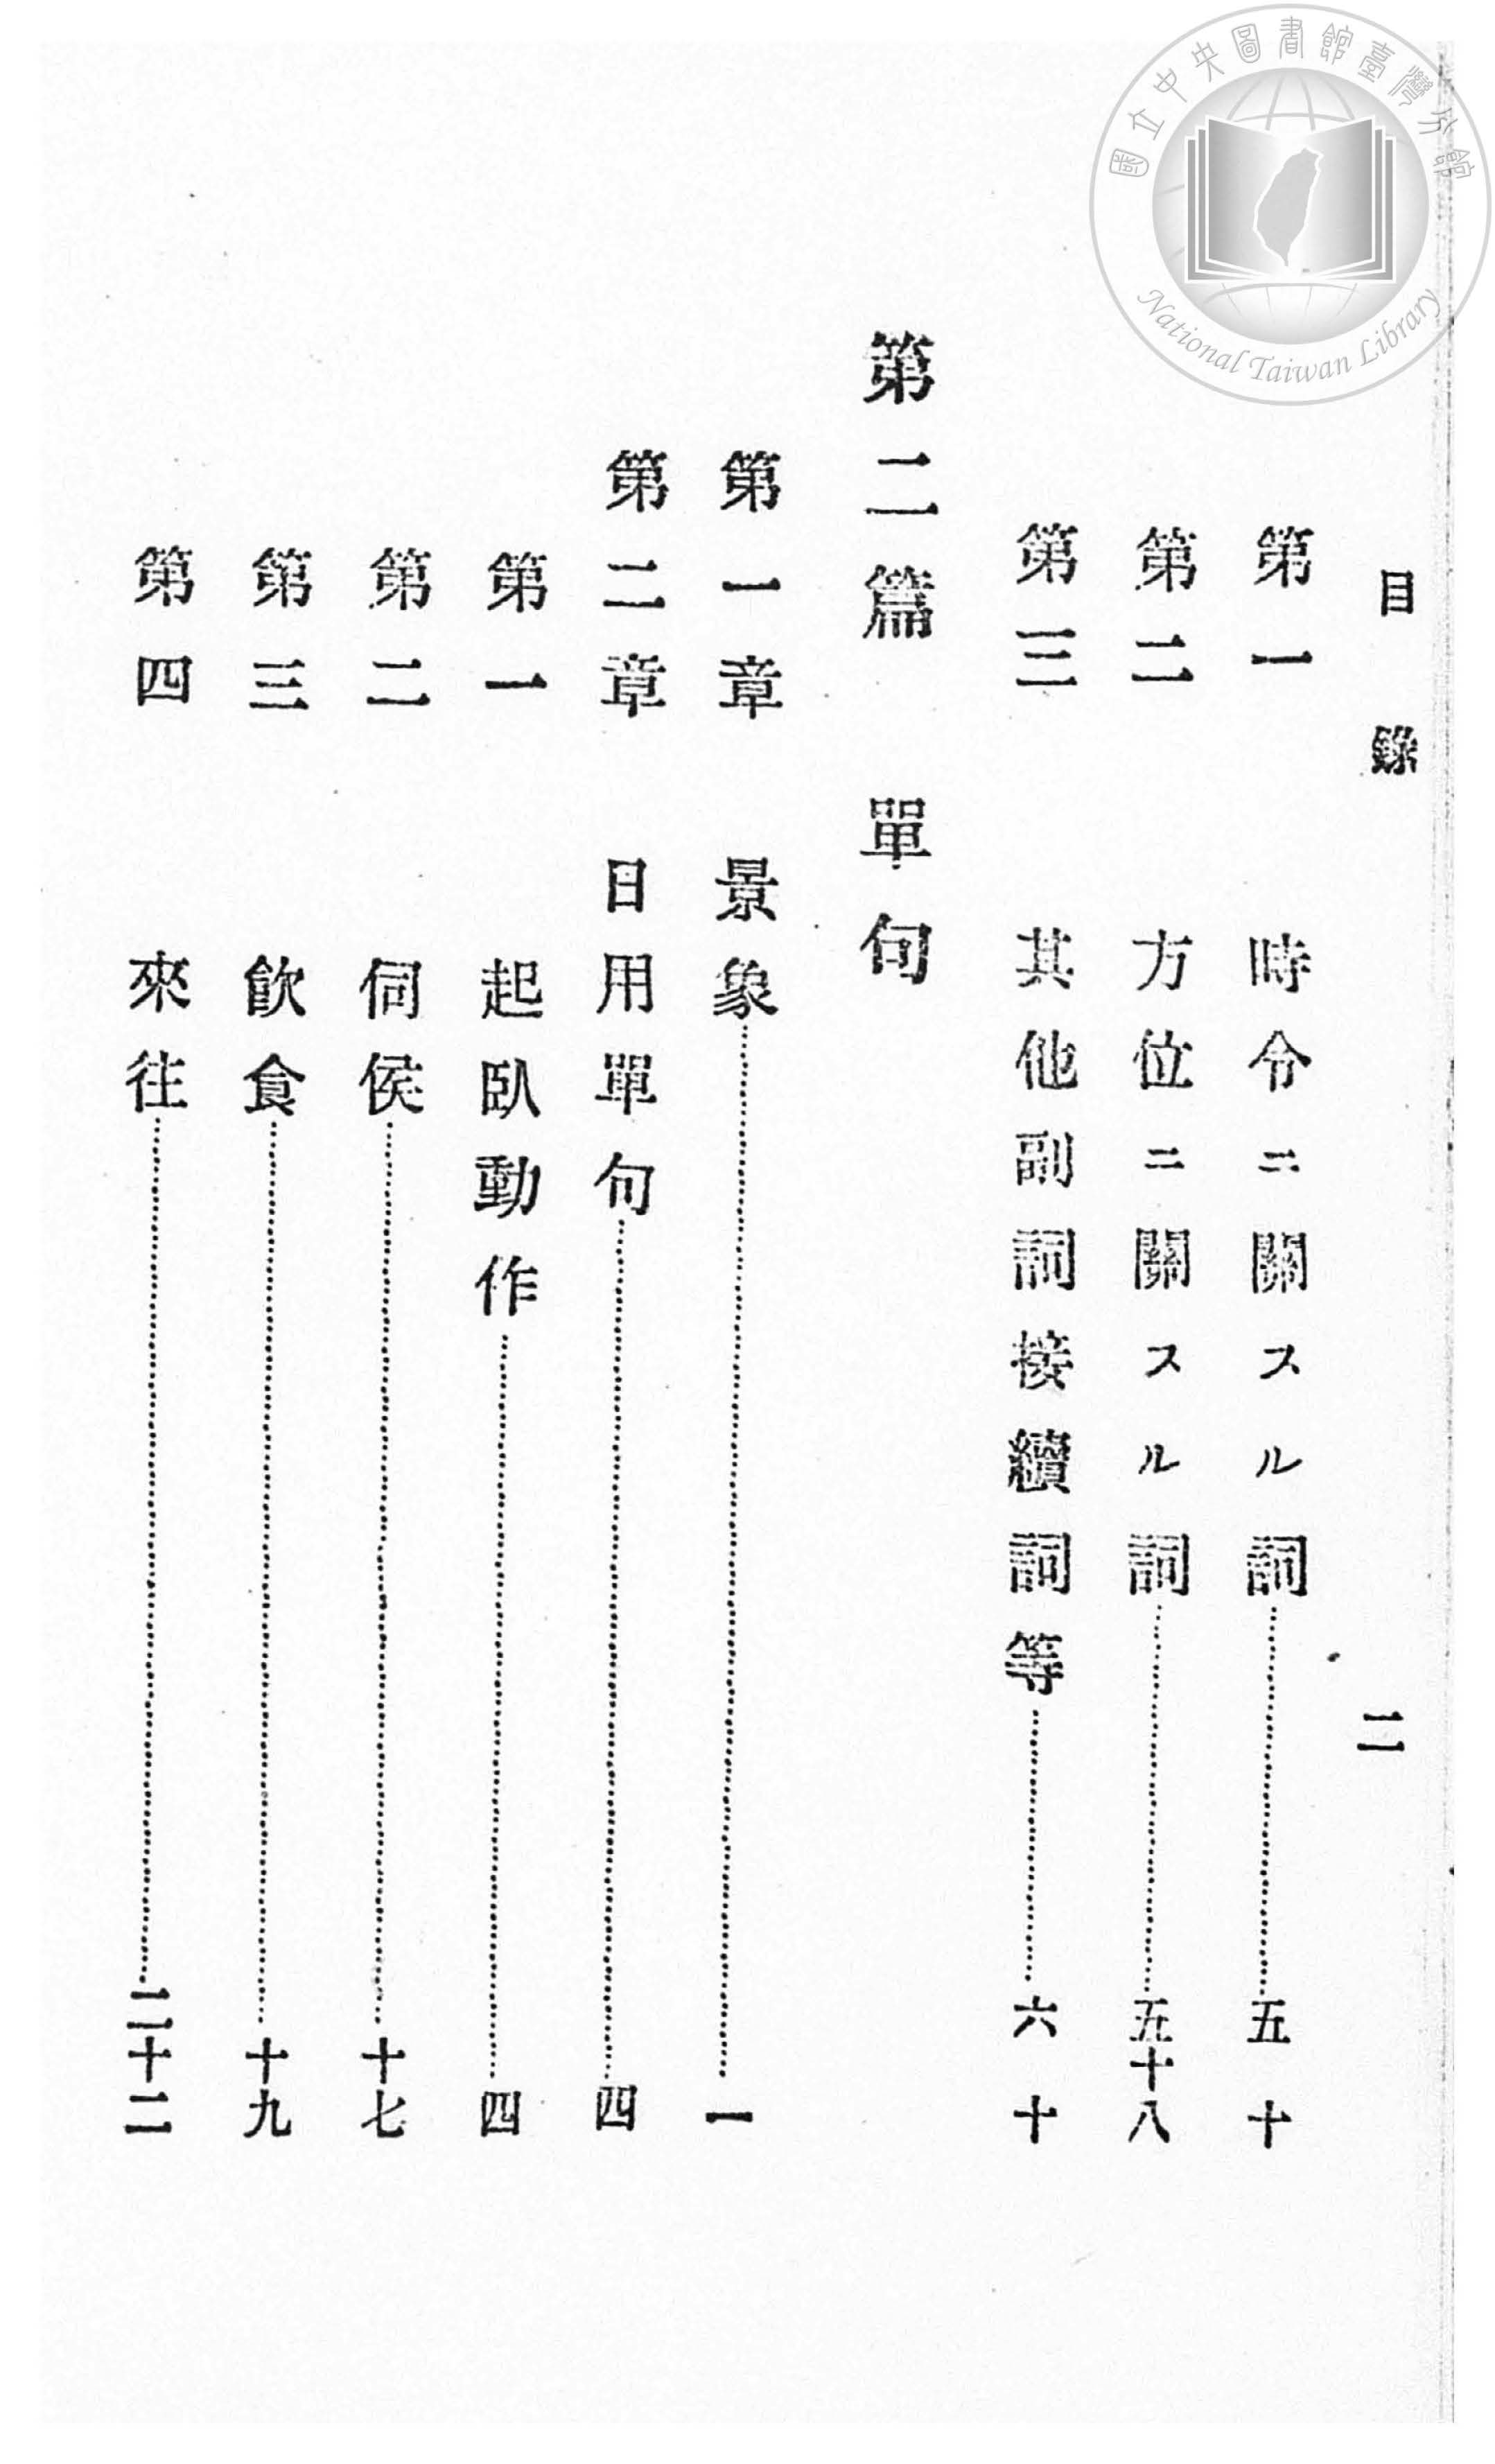 國立中央圖書館臺灣分館
National Taiwan Library
目錄 二
第一 時令ニ關スル詞……五十
第二 方位ニ關スル詞……五十八
第三 其他副詞接續詞等……六十
第二篇 單句
第一章 景象……一
第二章 日用單句……四
第一 起臥動作……四
第二 伺侯……十七
第三 飮食……十九
第四 來往……二十二